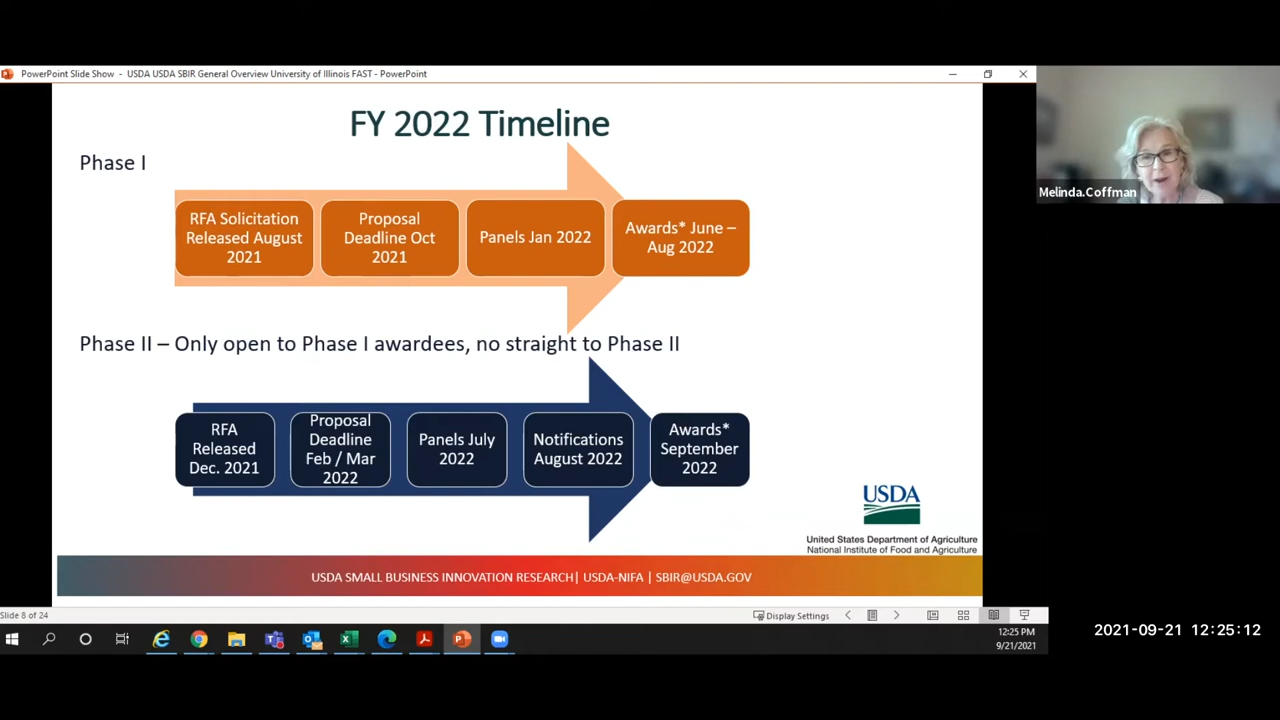 PowerPoint Slide Show - USDA USDA SBIR General Overview University of Illinois FAST - PowerPoint
FY 2022 Timeline
Phase I
RFA Solicitation
Released August
2021
Proposal
Deadline Oct
2021
Panels Jan 2022
Awards* June –
Aug 2022
Melinda.Coffman
Phase II – Only open to Phase I awardees, no straight to Phase II
RFA
Released
Dec. 2021
Proposal
Deadline
Feb / Mar
2022
Panels July
2022
Notifications
August 2022
Awards*
September
2022
USDA
United States Department of Agriculture
National Institute of Food and Agriculture
USDA SMALL BUSINESS INNOVATION RESEARCH| USDA-NIFA | SBIR@USDA.GOV
Slide 8 of 24
Display Settings
12:25 PM
9/21/2021
2021-09-21 12:25:12